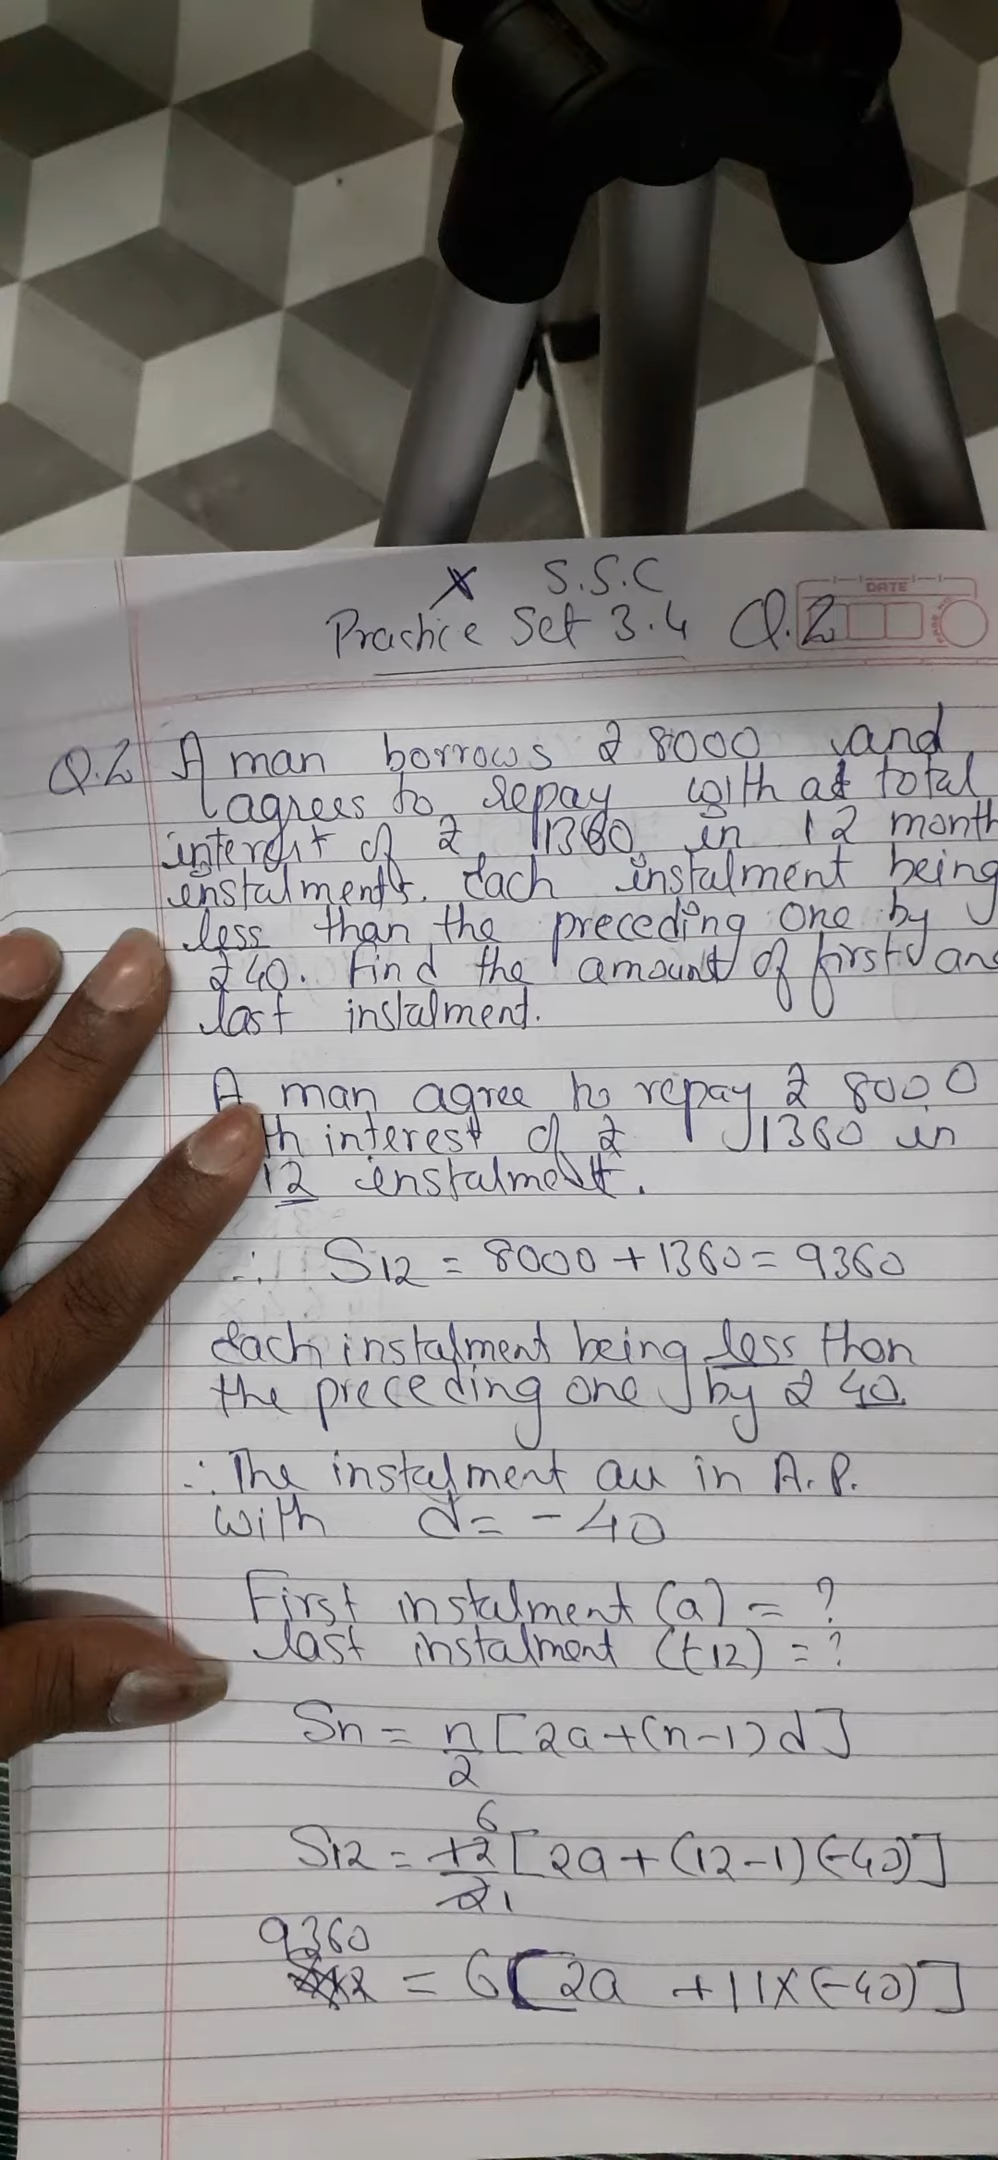 X S.S.C
Practice Set 3.4 Q.2
DATE
Q.2 A man borrows ₹ 8000 and
agrees to repay with a total
interest of ₹ 1360 in 12 month
instalments. Each instalment being
less than the preceding one by
₹40. Find the amount of first and
last instalment.
A man agree to repay ₹ 8000
th interest of ₹ 1360 in
12 instalment.
∴ S12 = 8000 + 1360 = 9360
Each instalment being less than
the preceding one by ₹ 40.
∴ The instalment are in A.P.
with d = - 40
First instalment (a) = ?
last instalment (t12) = ?
Sn = n/2 [2a + (n-1) d]
S12 = 12/2 6 1 [2a + (12-1) (-40)]
9360 = 6[2a + 11 x (-40)]